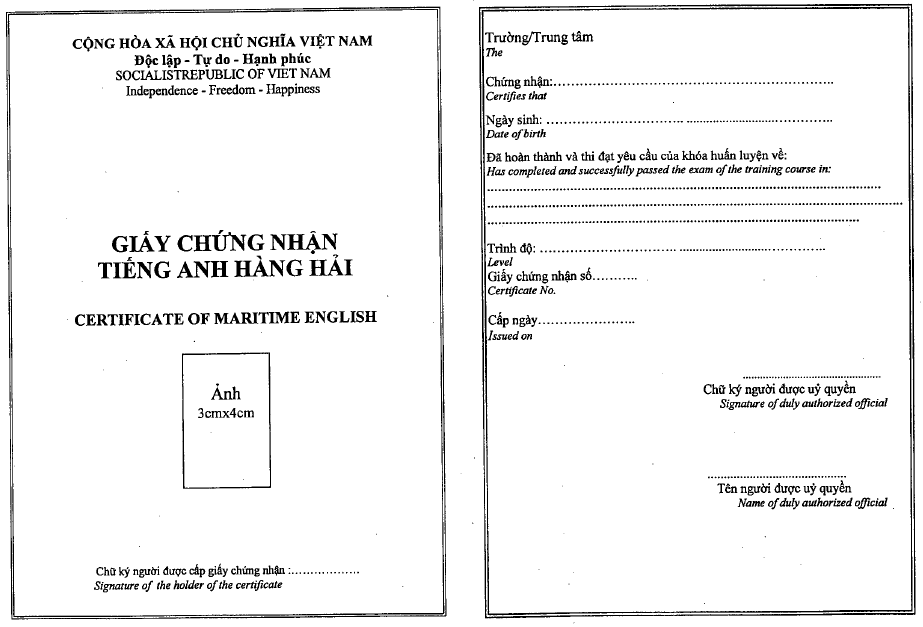 CỘNG HÒA XÃ HỘI CHỦ NGHĨA VIỆT NAM
Độc lập - Tự do - Hạnh phúc
SOCIALISTREPUBLIC OF VIET NAM
Independence - Freedom - Happiness
GIẤY CHỨNG NHẬN
TIẾNG ANH HÀNG HẢI
CERTIFICATE OF MARITIME ENGLISH
Ảnh
3cmx4cm
Chữ ký người được cấp giấy chứng nhận :..................
Signature of the holder of the certificate
Trường/Trung tâm
The
Chứng nhận:..................................................................
Certifies that
Ngày sinh: ................................. ....................................
Date of birth
Đã hoàn thành và thi đạt yêu cầu của khóa huấn luyện về:
Has completed and successfully passed the exam of the training course in:
....................................................................................................
..........................................................................................................
...............................................................................................
Trình độ: ................................. ....................................
Level
Giấy chứng nhận số...........
Certificate No.
Cấp ngày.......................
Issued on
...................................
Chữ ký người được uỷ quyền
Signature of duly authorized official
...................................
Tên người được uỷ quyền
Name of duly authorized official